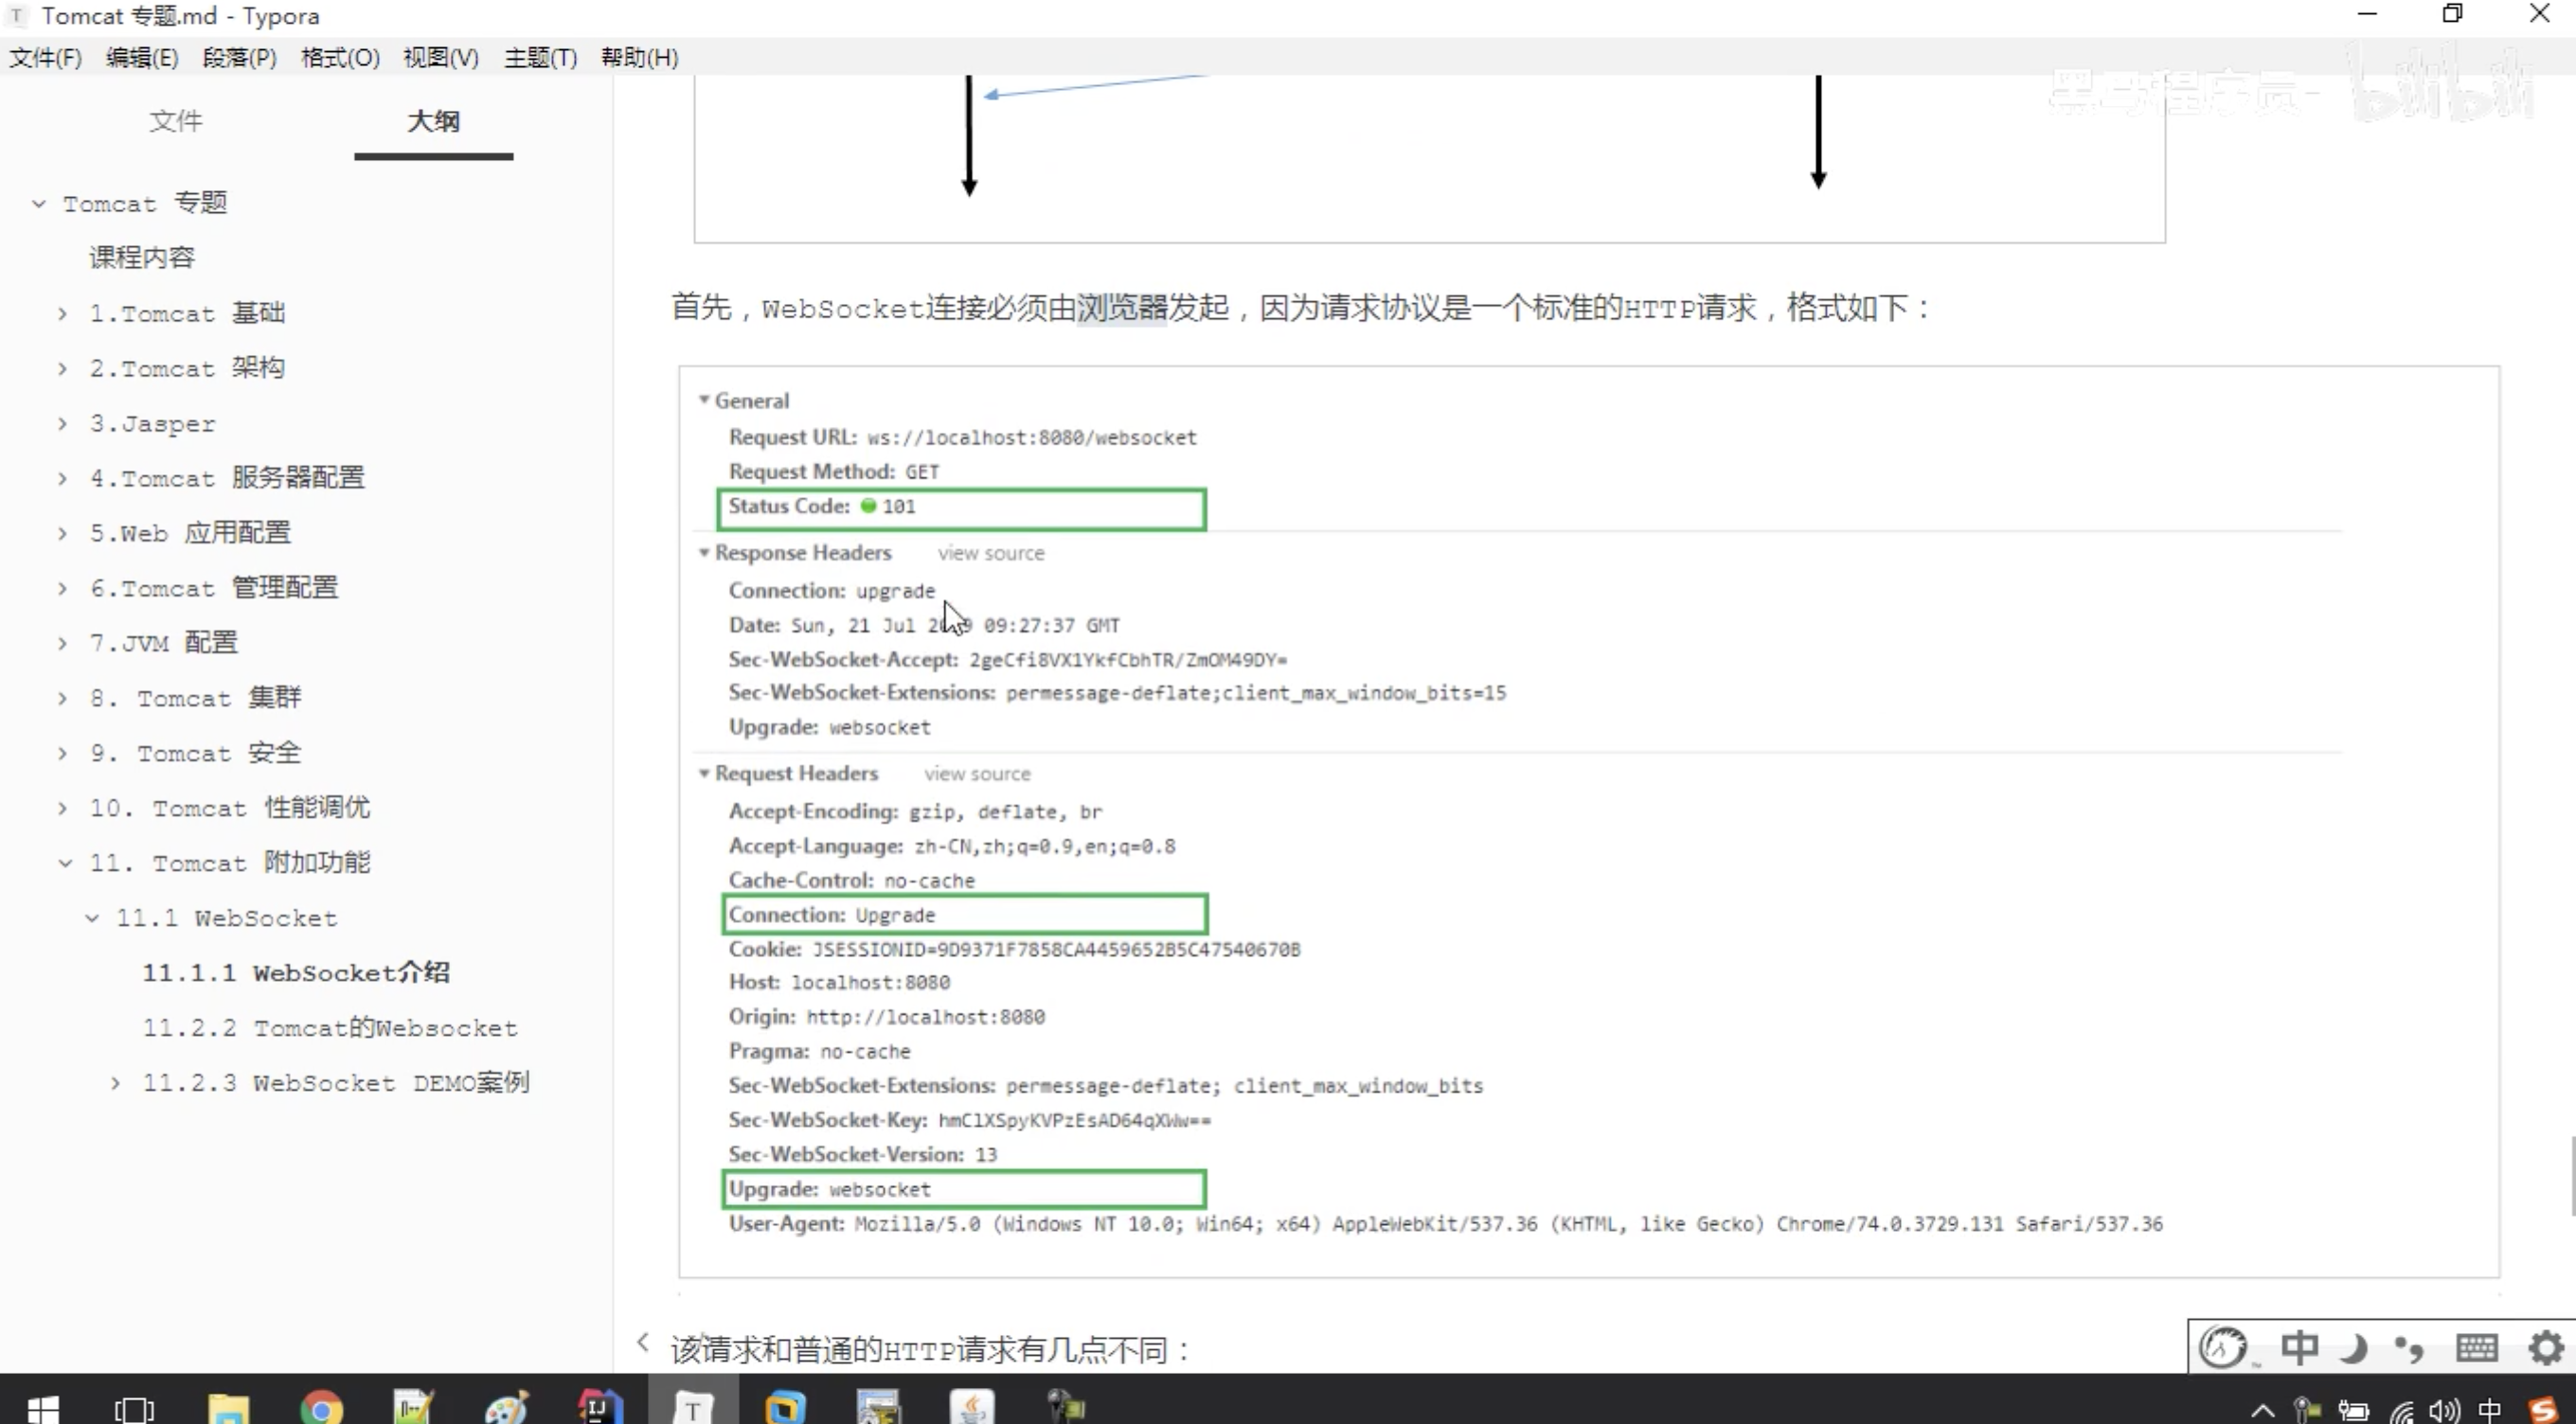 Tomcat 专题.md - Typora
文件(F) 编辑(E) 段落(P) 格式(O) 视图(V) 主题(T) 帮助(H)
黑马程序员- bilibili
文件 大纲
Tomcat 专题
课程内容
1.Tomcat 基础
2.Tomcat 架构
3.Jasper
4.Tomcat 服务器配置
5.Web 应用配置
6.Tomcat 管理配置
7.JVM 配置
8. Tomcat 集群
9. Tomcat 安全
10. Tomcat 性能调优
11. Tomcat 附加功能
11.1 WebSocket
11.1.1 WebSocket介绍
11.2.2 Tomcat的Websocket
11.2.3 WebSocket DEMO案例
首先，WebSocket连接必须由浏览器发起，因为请求协议是一个标准的HTTP请求，格式如下：
General
Request URL: ws://localhost:8080/websocket
Request Method: GET
Status Code: 101
Response Headers view source
Connection: upgrade
Date: Sun, 21 Jul 2019 09:27:37 GMT
Sec-WebSocket-Accept: 2geCfi8VX1YkfCbhTR/ZmOM49DY=
Sec-WebSocket-Extensions: permessage-deflate;client_max_window_bits=15
Upgrade: websocket
Request Headers view source
Accept-Encoding: gzip, deflate, br
Accept-Language: zh-CN,zh;q=0.9,en;q=0.8
Cache-Control: no-cache
Connection: Upgrade
Cookie: JSESSIONID=9D9371F7858CA4459652B5C47540670B
Host: localhost:8080
Origin: http://localhost:8080
Pragma: no-cache
Sec-WebSocket-Extensions: permessage-deflate; client_max_window_bits
Sec-WebSocket-Key: hmClXSpyKVPzEsAD64qXWw==
Sec-WebSocket-Version: 13
Upgrade: websocket
User-Agent: Mozilla/5.0 (Windows NT 10.0; Win64; x64) AppleWebKit/537.36 (KHTML, like Gecko) Chrome/74.0.3729.131 Safari/537.36
该请求和普通的HTTP请求有几点不同：
中
中